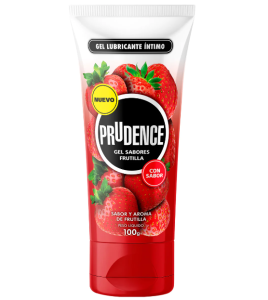 GEL LUBRICANTE ÍNTIMO
NUEVO
PRUDENCE
GEL SABORES
FRUTILLA
CON
SABOR
SABOR Y AROMA
DE FRUTILLA
PESO LÍQUIDO
100g